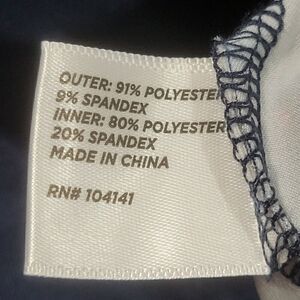 OUTER: 91% POLYESTER
9% SPANDEX
INNER: 80% POLYESTER
20% SPANDEX
MADE IN CHINA
RN# 104141